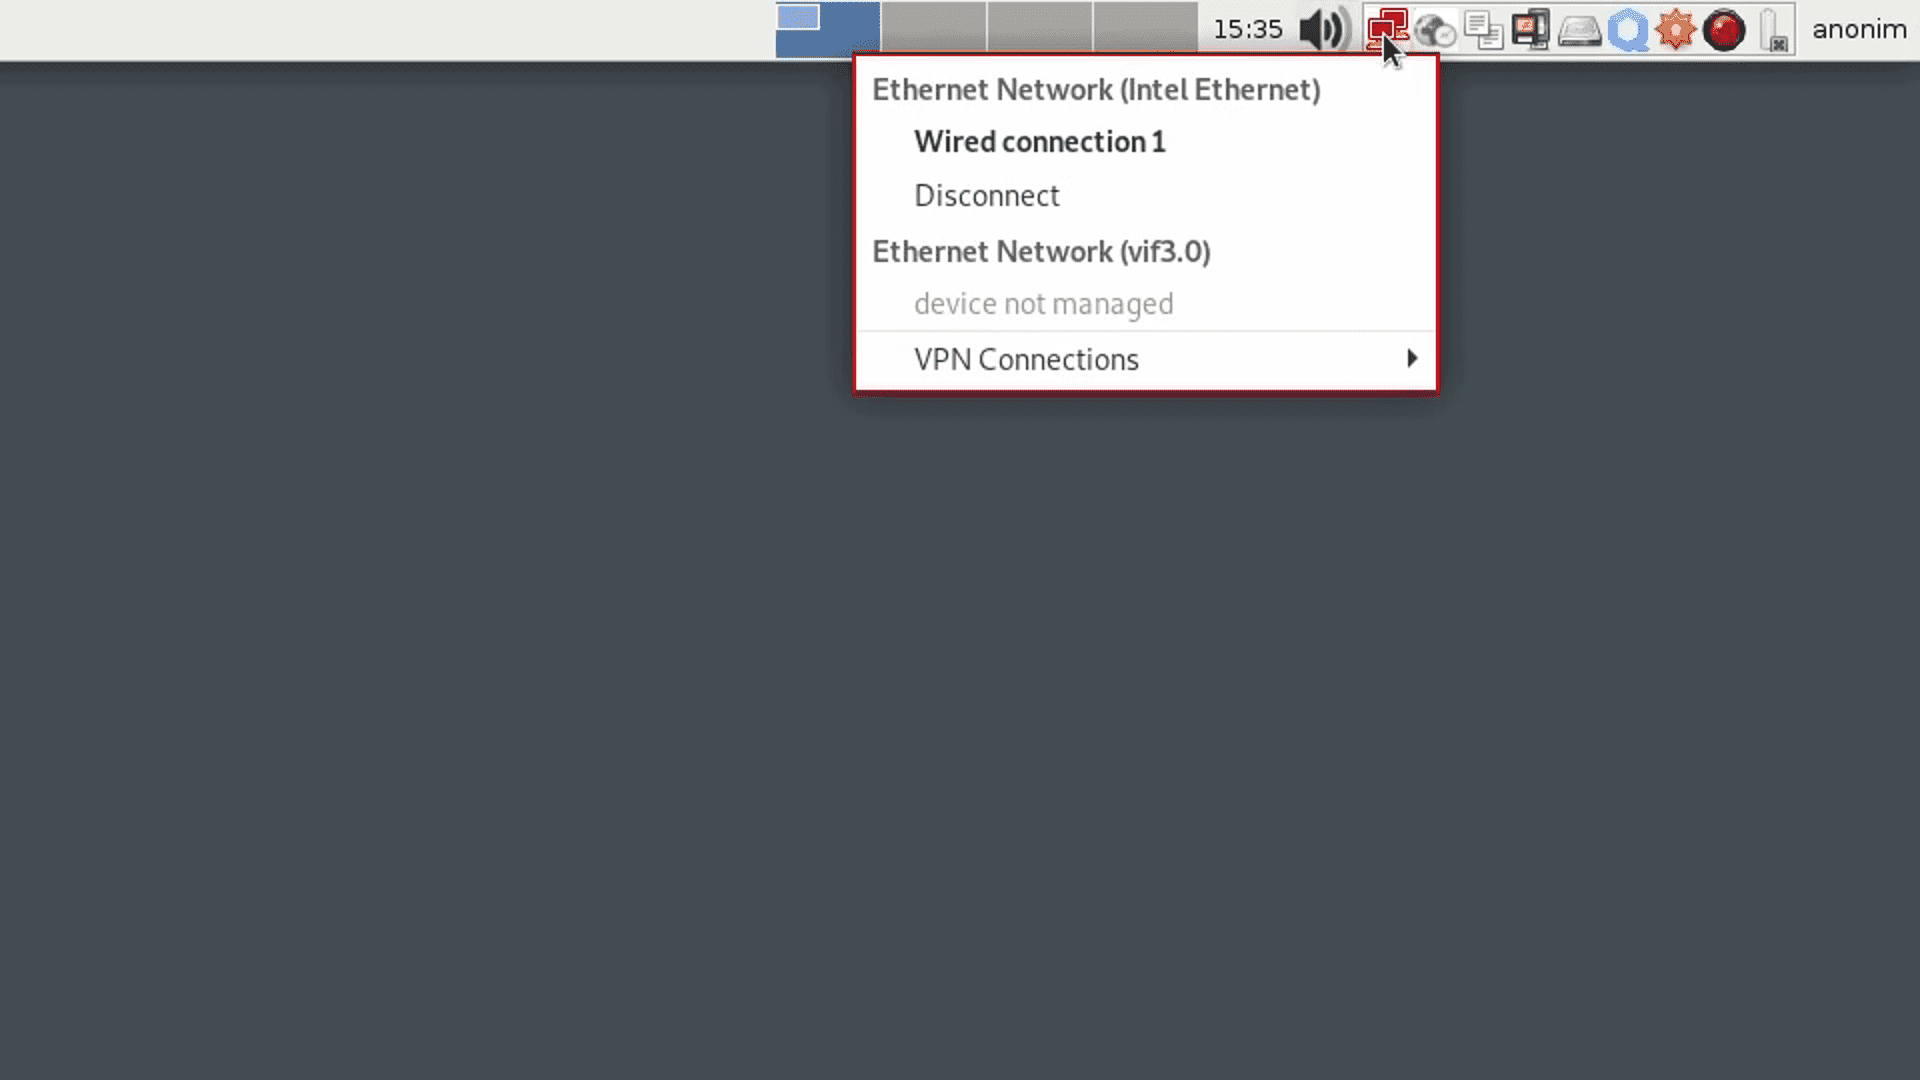 15:35
anonim
Ethernet Network (Intel Ethernet)
Wired connection 1
Disconnect
Ethernet Network (vif3.0)
device not managed
VPN Connections